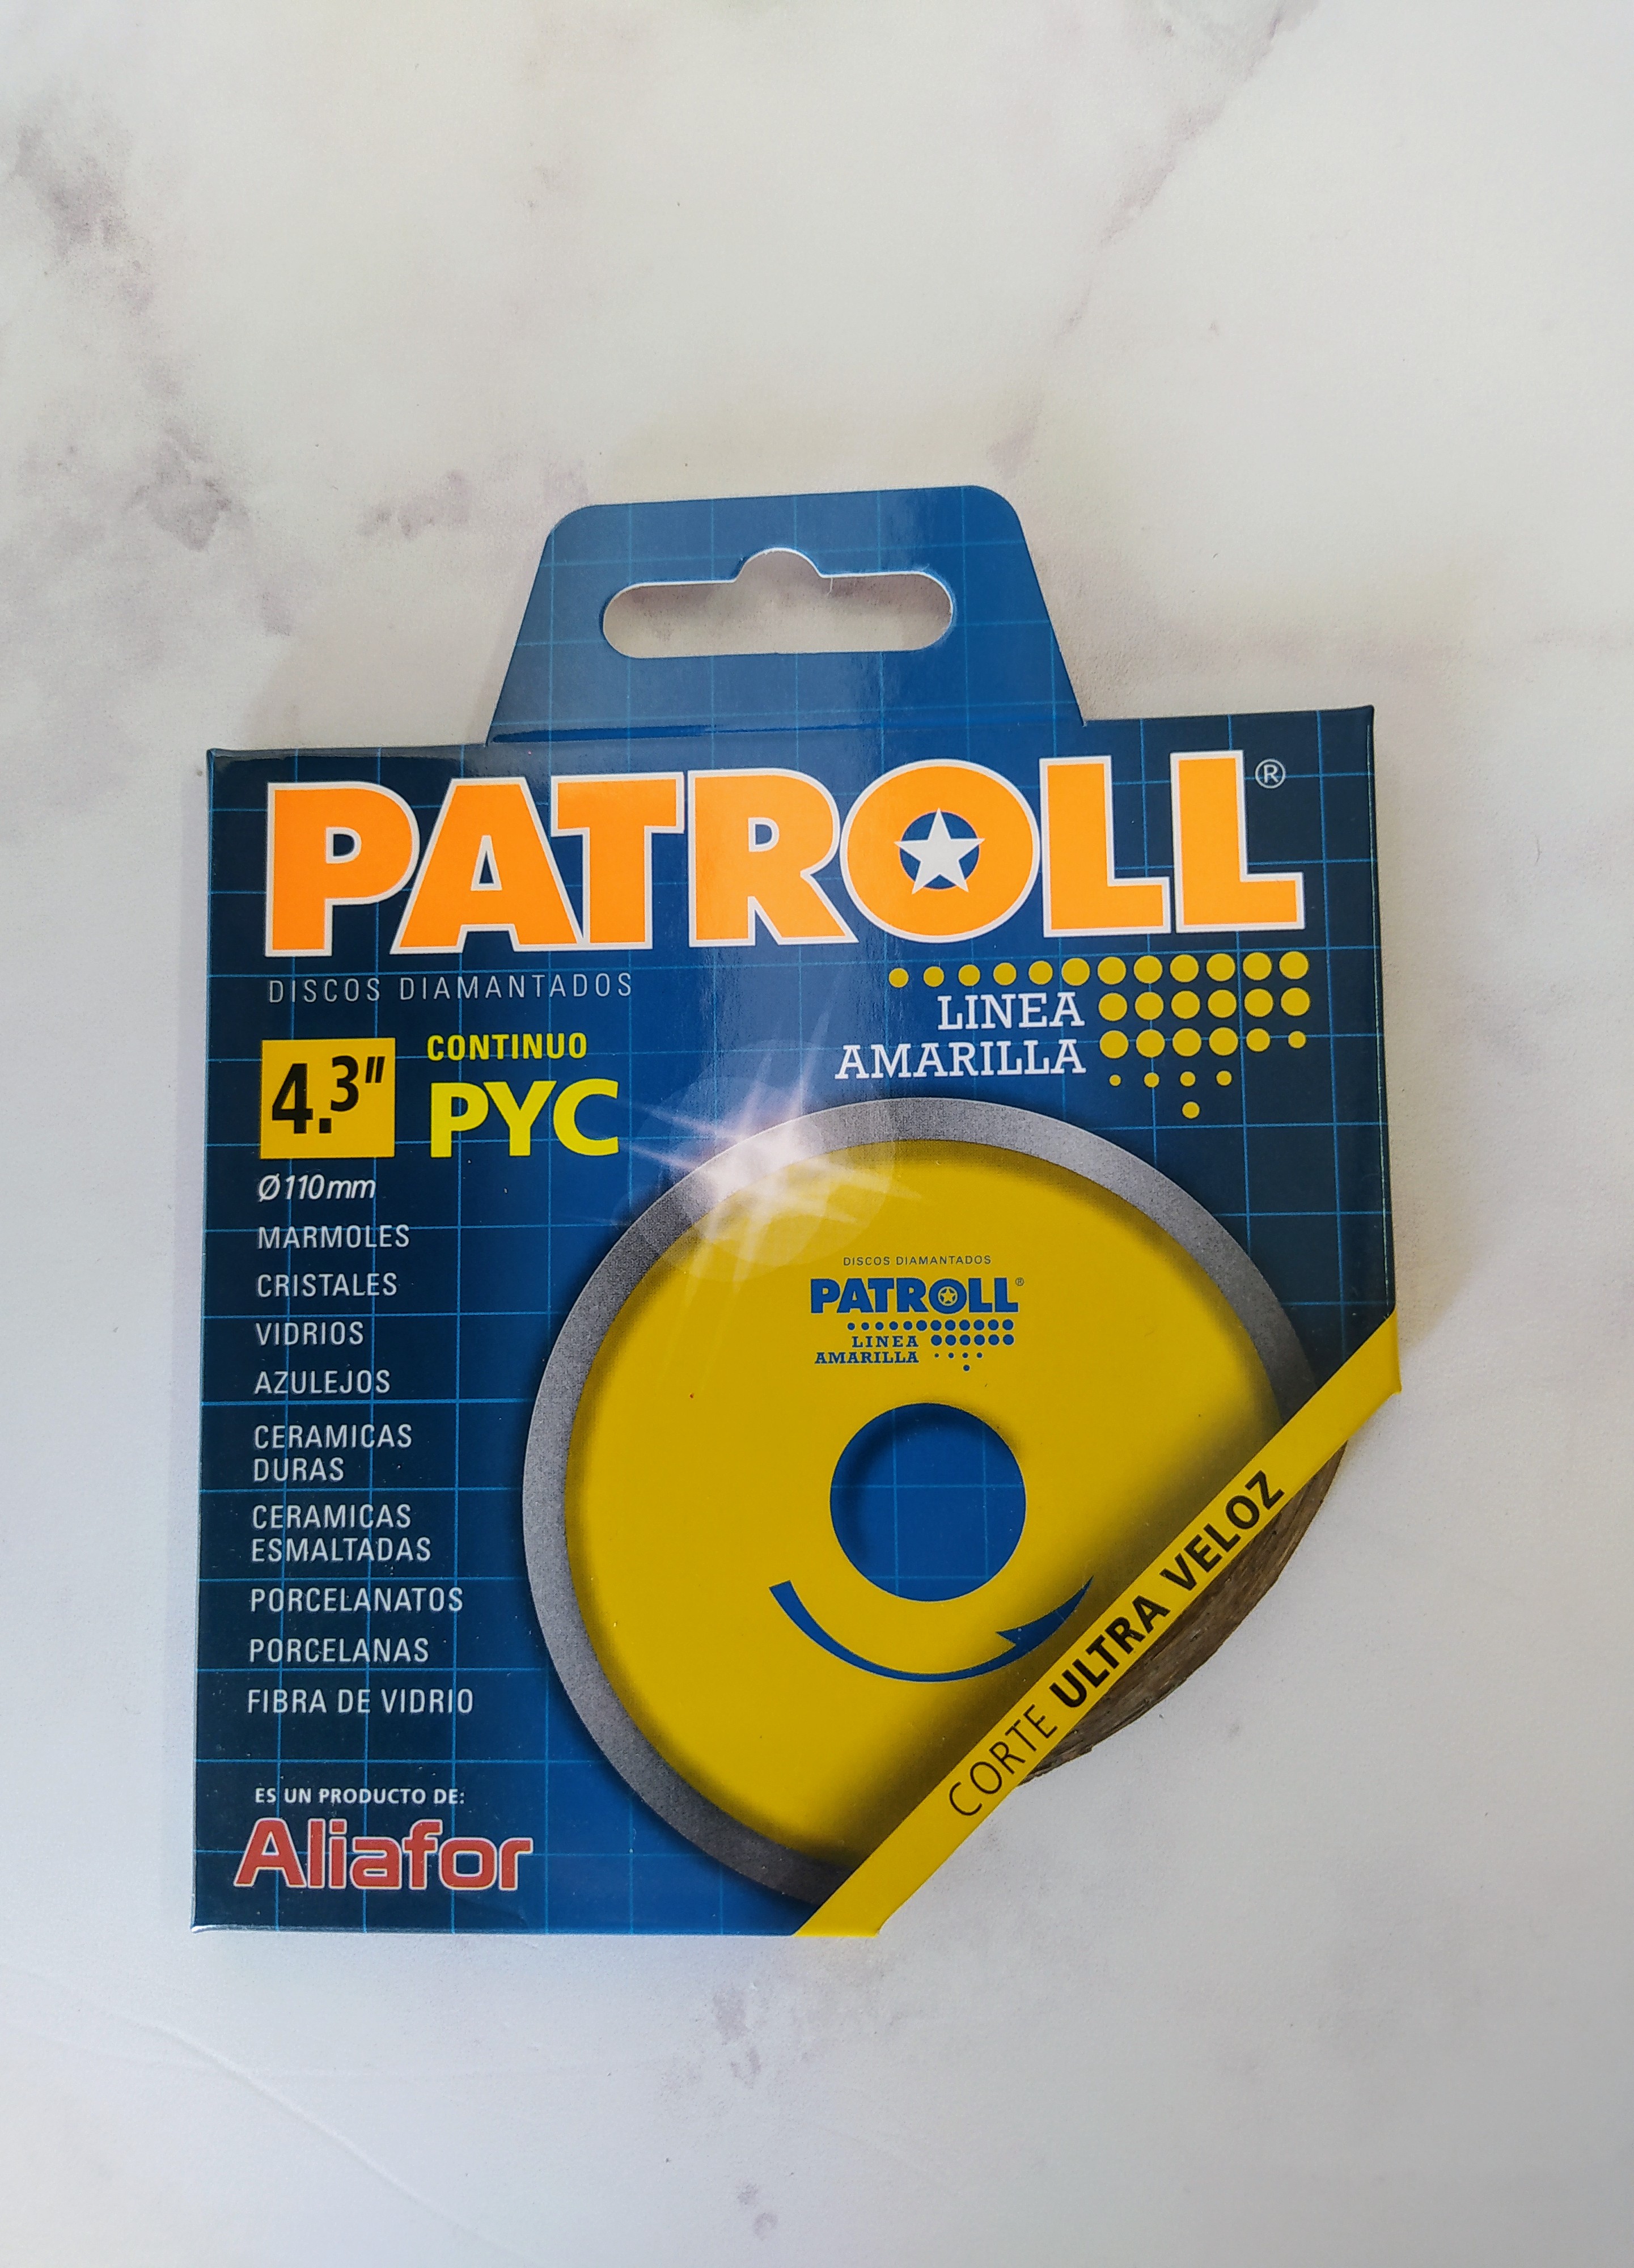 PATROLL®
DISCOS DIAMANTADOS
LINEA
AMARILLA
4.3"
CONTINUO
PYC
Ø110mm
MARMOLES
CRISTALES
VIDRIOS
AZULEJOS
CERAMICAS
DURAS
CERAMICAS
ESMALTADAS
PORCELANATOS
PORCELANAS
FIBRA DE VIDRIO
DISCOS DIAMANTADOS
PATROLL®
LINEA
AMARILLA
CORTE ULTRA VELOZ
ES UN PRODUCTO DE:
Aliafor